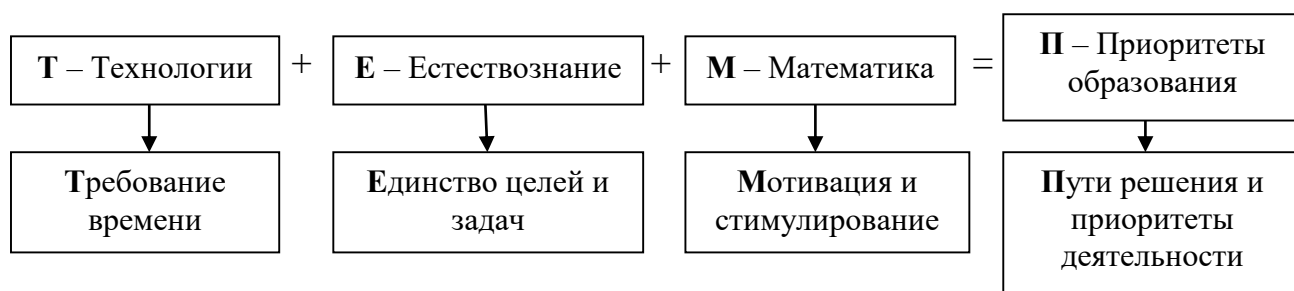 Т – Технологии + Е – Естествознание + М – Математика = П – Приоритеты
образования
Требование
времени
Единство целей и
задач
Мотивация и
стимулирование
Пути решения и
приоритеты
деятельности